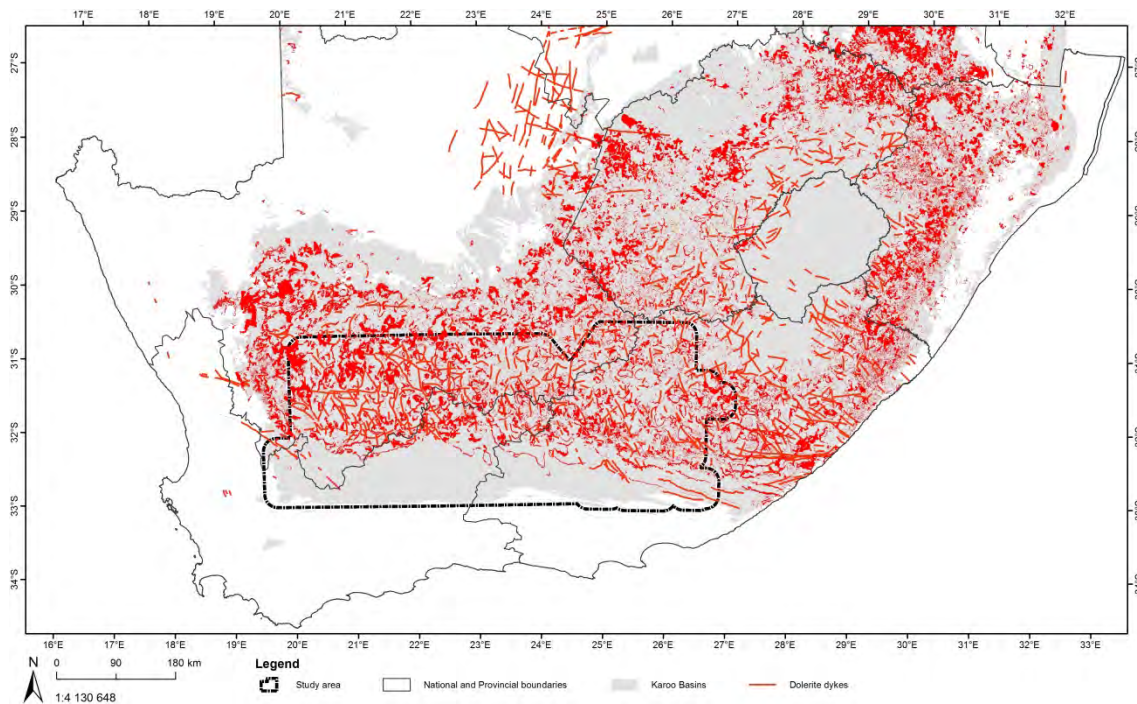 16°E 17°E 18°E 19°E 20°E 21°E 22°E 23°E 24°E 25°E 26°E 27°E 28°E 29°E 30°E 31°E 32°E
27°S
28°S
29°S
30°S
31°S
32°S
33°S
34°S
16°E 17°E 18°E 19°E 20°E 21°E 22°E 23°E 24°E 25°E 26°E 27°E 28°E 29°E 30°E 31°E 32°E 33°E
N
0 90 180 km
1:4 130 648
Legend
Study area
National and Provincial boundaries
Karoo Basins
Dolerite dykes